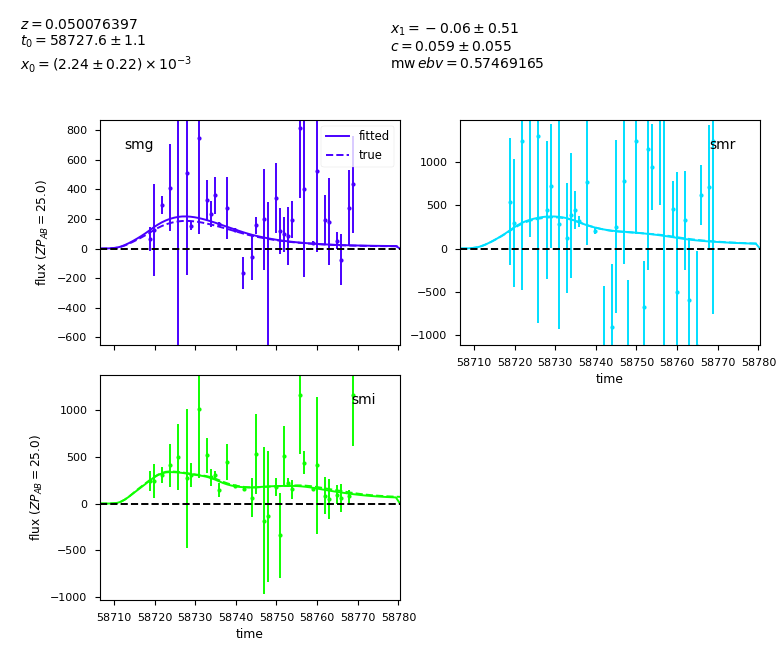 z = 0.050076397
t₀ = 58727.6 ± 1.1
x₀ = (2.24 ± 0.22) × 10⁻³
x₁ = −0.06 ± 0.51
c = 0.059 ± 0.055
mwebv = 0.57469165
smg
fitted
true
800
600
400
200
0
−200
−400
−600
flux (ZP_AB = 25.0)
smr
1000
500
0
−500
−1000
58710 58720 58730 58740 58750 58760 58770 58780
time
smi
1000
500
0
−500
−1000
flux (ZP_AB = 25.0)
58710 58720 58730 58740 58750 58760 58770 58780
time